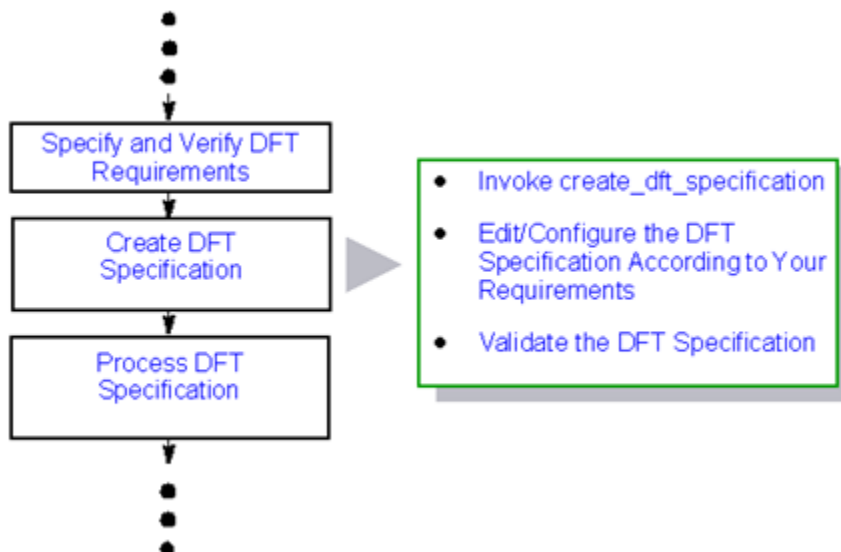 Specify and Verify DFT
Requirements
Create DFT
Specification
Process DFT
Specification
Invoke create_dft_specification
Edit/Configure the DFT
Specification According to Your
Requirements
Validate the DFT Specification